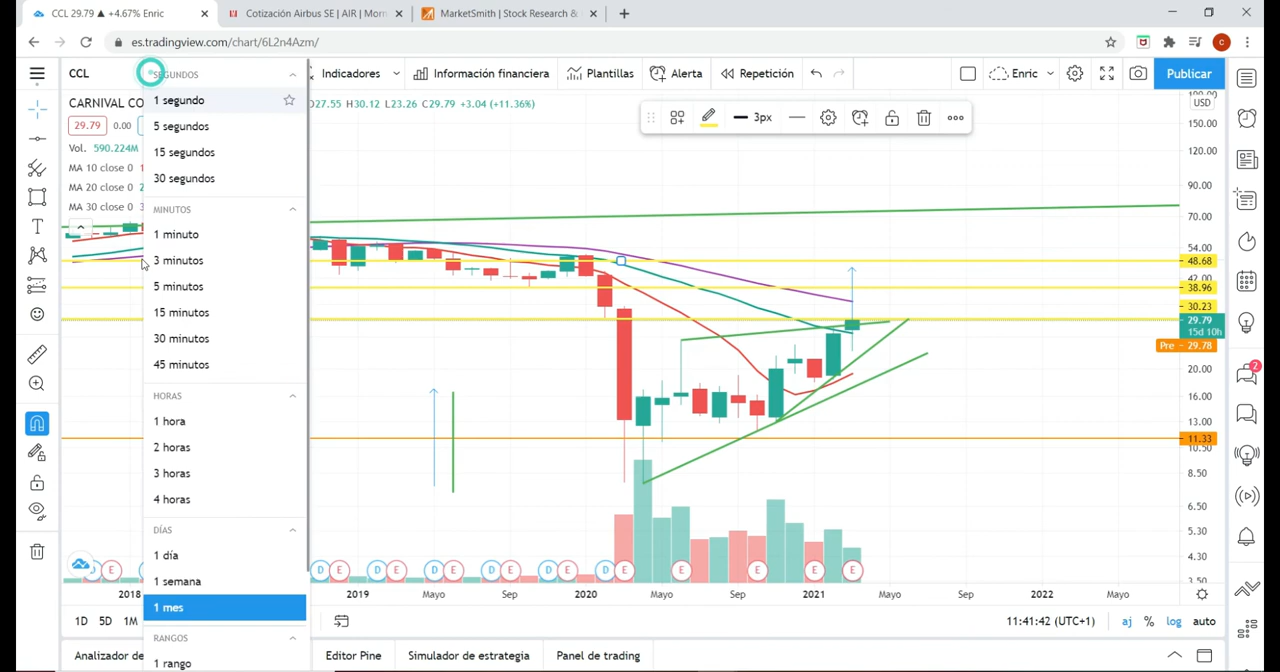 CCL 29.79 ▲ +4.67% Enric
Cotización Airbus SE | AIR | Morn
MarketSmith | Stock Research &
es.tradingview.com/chart/6L2n4Azm/
CCL
SEGUNDOS
Indicadores
Información financiera
Plantillas
Alerta
Repetición
Enric
Publicar
CARNIVAL CO
27.55 H30.12 L23.26 C29.79 +3.04 (+11.36%)
29.79 0.00
Vol. 590.224M
MA 10 close 0
MA 20 close 0
MA 30 close 0
3px
1 segundo
5 segundos
15 segundos
30 segundos
MINUTOS
1 minuto
3 minutos
5 minutos
15 minutos
30 minutos
45 minutos
HORAS
1 hora
2 horas
3 horas
4 horas
DÍAS
1 día
1 semana
1 mes
RANGOS
1 rango
USD
150.00
120.00
90.00
70.00
54.00
48.68
38.96
30.23
29.79
15d 10h
Pre 29.78
20.00
16.00
13.00
11.33
10.50
8.50
6.50
5.30
4.30
3.50
D E D E D E D E D E D E E E E E
2018 2019 Mayo Sep 2020 Mayo Sep 2021 Mayo Sep 2022 Mayo
1D 5D 1M
11:41:42 (UTC+1) aj % log auto
Analizador de
Editor Pine
Simulador de estrategia
Panel de trading
2